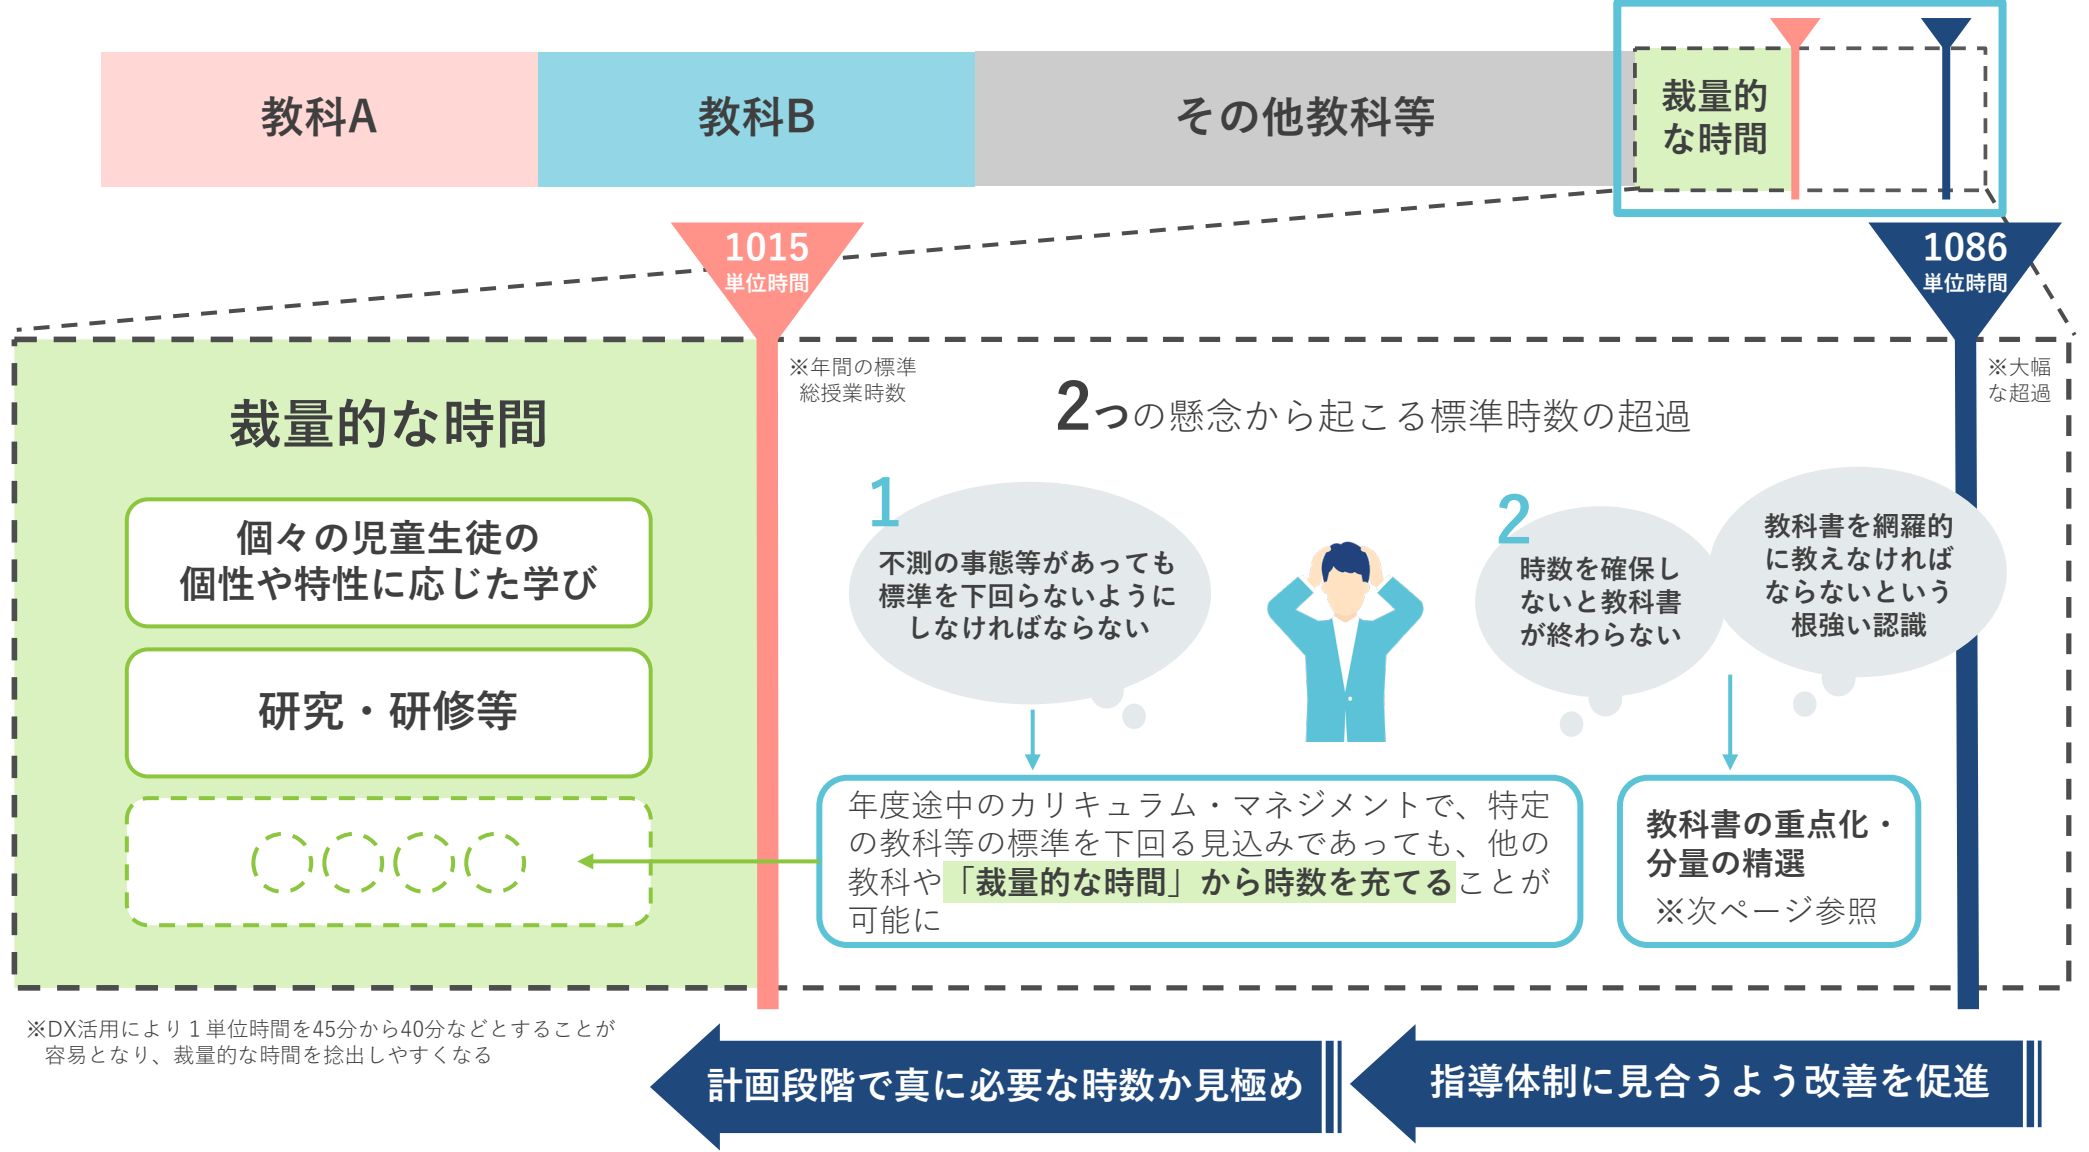 教科A
教科B
その他教科等
裁量的
な時間
1015
単位時間
1086
単位時間
※年間の標準
総授業時数
※大幅
な超過
裁量的な時間
個々の児童生徒の
個性や特性に応じた学び
研究・研修等
2つの懸念から起こる標準時数の超過
1
不測の事態等があっても
標準を下回らないように
しなければならない
2
時数を確保し
ないと教科書
が終わらない
教科書を網羅的
に教えなければ
ならないという
根強い認識
年度途中のカリキュラム・マネジメントで、特定
の教科等の標準を下回る見込みであっても、他の
教科や「裁量的な時間」から時数を充てることが
可能に
教科書の重点化・
分量の精選
※次ページ参照
※DX活用により１単位時間を45分から40分などとすることが
容易となり、裁量的な時間を捻出しやすくなる
計画段階で真に必要な時数か見極め
指導体制に見合うよう改善を促進